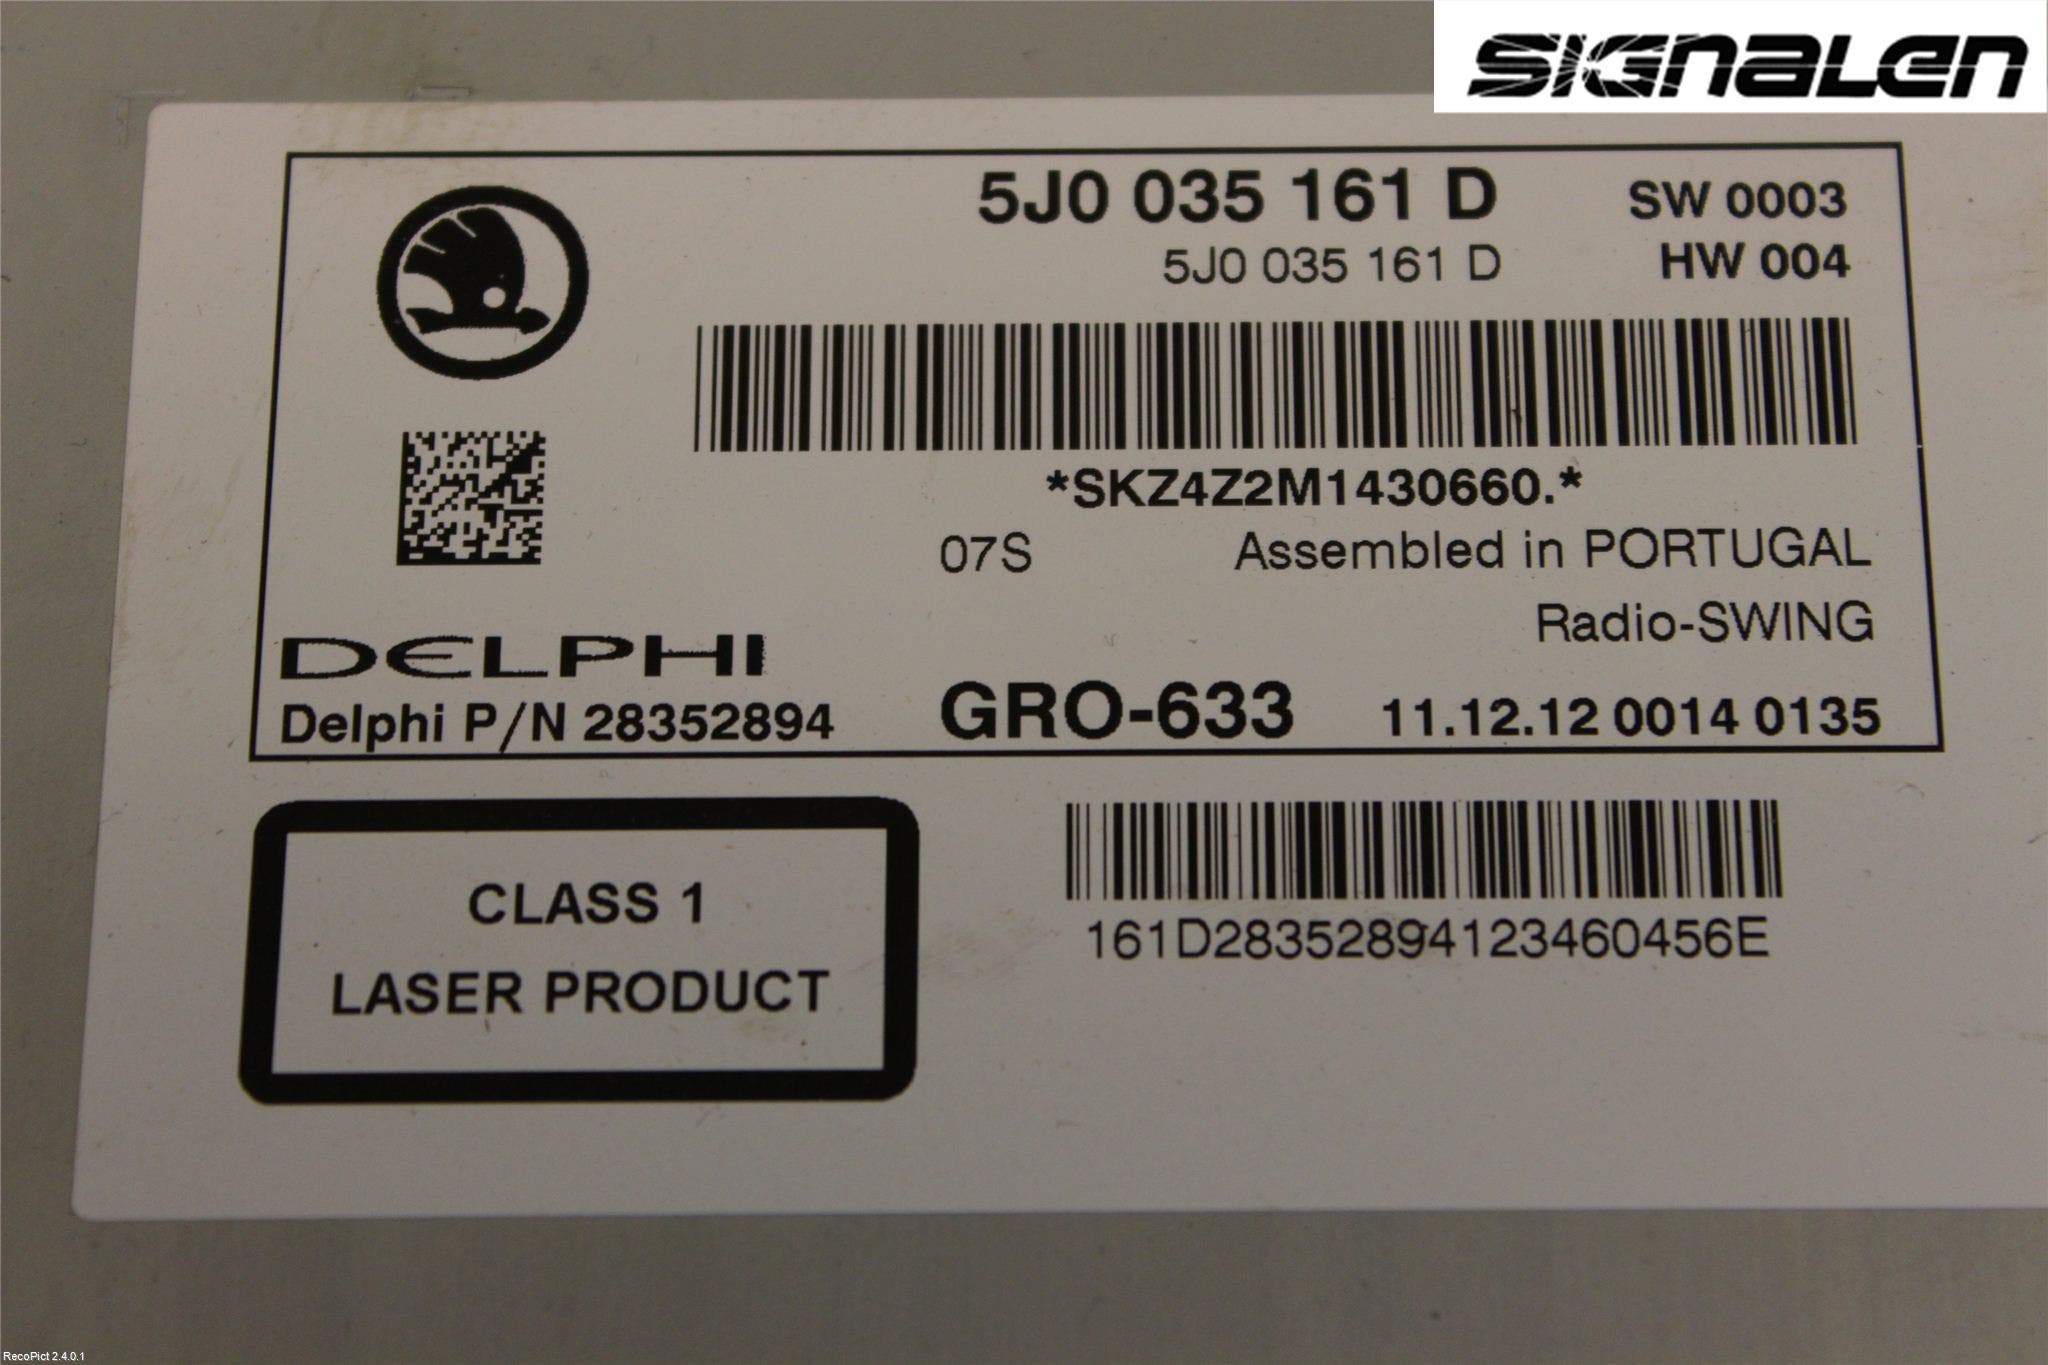 SIGNALEN
5J0 035 161 D SW 0003
5J0 035 161 D HW 004
*SKZ4Z2M1430660.*
07S Assembled in PORTUGAL
Radio-SWING
DELPHI
Delphi P/N 28352894 GRO-633 11.12.12 0014 0135
CLASS 1
LASER PRODUCT
161D28352894123460456E
RecoPict 2.4.0.1